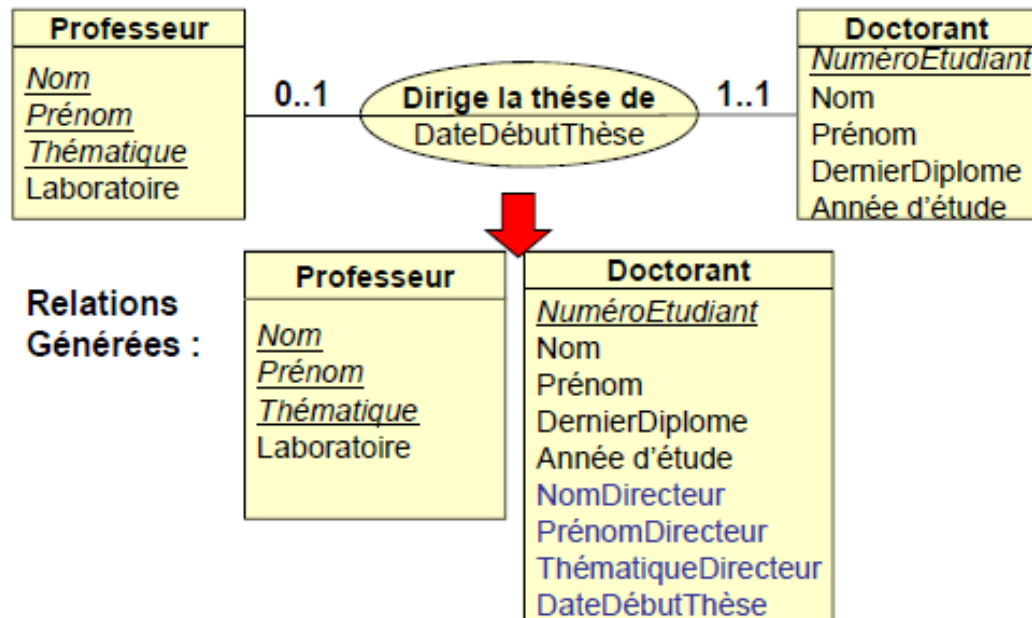 Professeur
Nom
Prénom
Thématique
Laboratoire
0..1
Dirige la thése de
DateDébutThèse
1..1
Doctorant
NuméroEtudiant
Nom
Prénom
DernierDiplome
Année d'étude
Relations
Générées :
Professeur
Nom
Prénom
Thématique
Laboratoire
Doctorant
NuméroEtudiant
Nom
Prénom
DernierDiplome
Année d'étude
NomDirecteur
PrénomDirecteur
ThématiqueDirecteur
DateDébutThèse